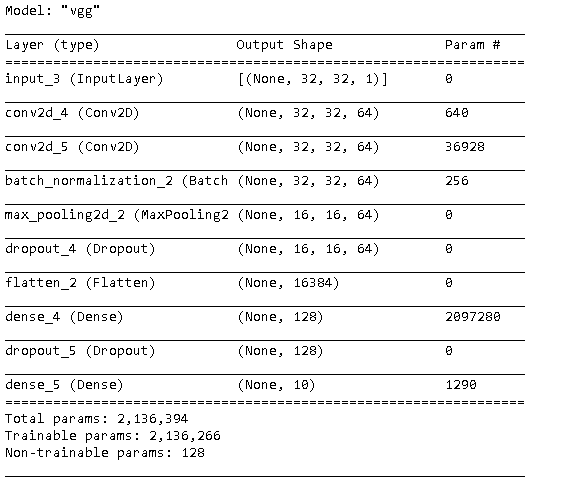 Model: "vgg"
Layer (type) Output Shape Param #
input_3 (InputLayer) [(None, 32, 32, 1)] 0
conv2d_4 (Conv2D) (None, 32, 32, 64) 640
conv2d_5 (Conv2D) (None, 32, 32, 64) 36928
batch_normalization_2 (Batch (None, 32, 32, 64) 256
max_pooling2d_2 (MaxPooling2 (None, 16, 16, 64) 0
dropout_4 (Dropout) (None, 16, 16, 64) 0
flatten_2 (Flatten) (None, 16384) 0
dense_4 (Dense) (None, 128) 2097280
dropout_5 (Dropout) (None, 128) 0
dense_5 (Dense) (None, 10) 1290
Total params: 2,136,394
Trainable params: 2,136,266
Non-trainable params: 128